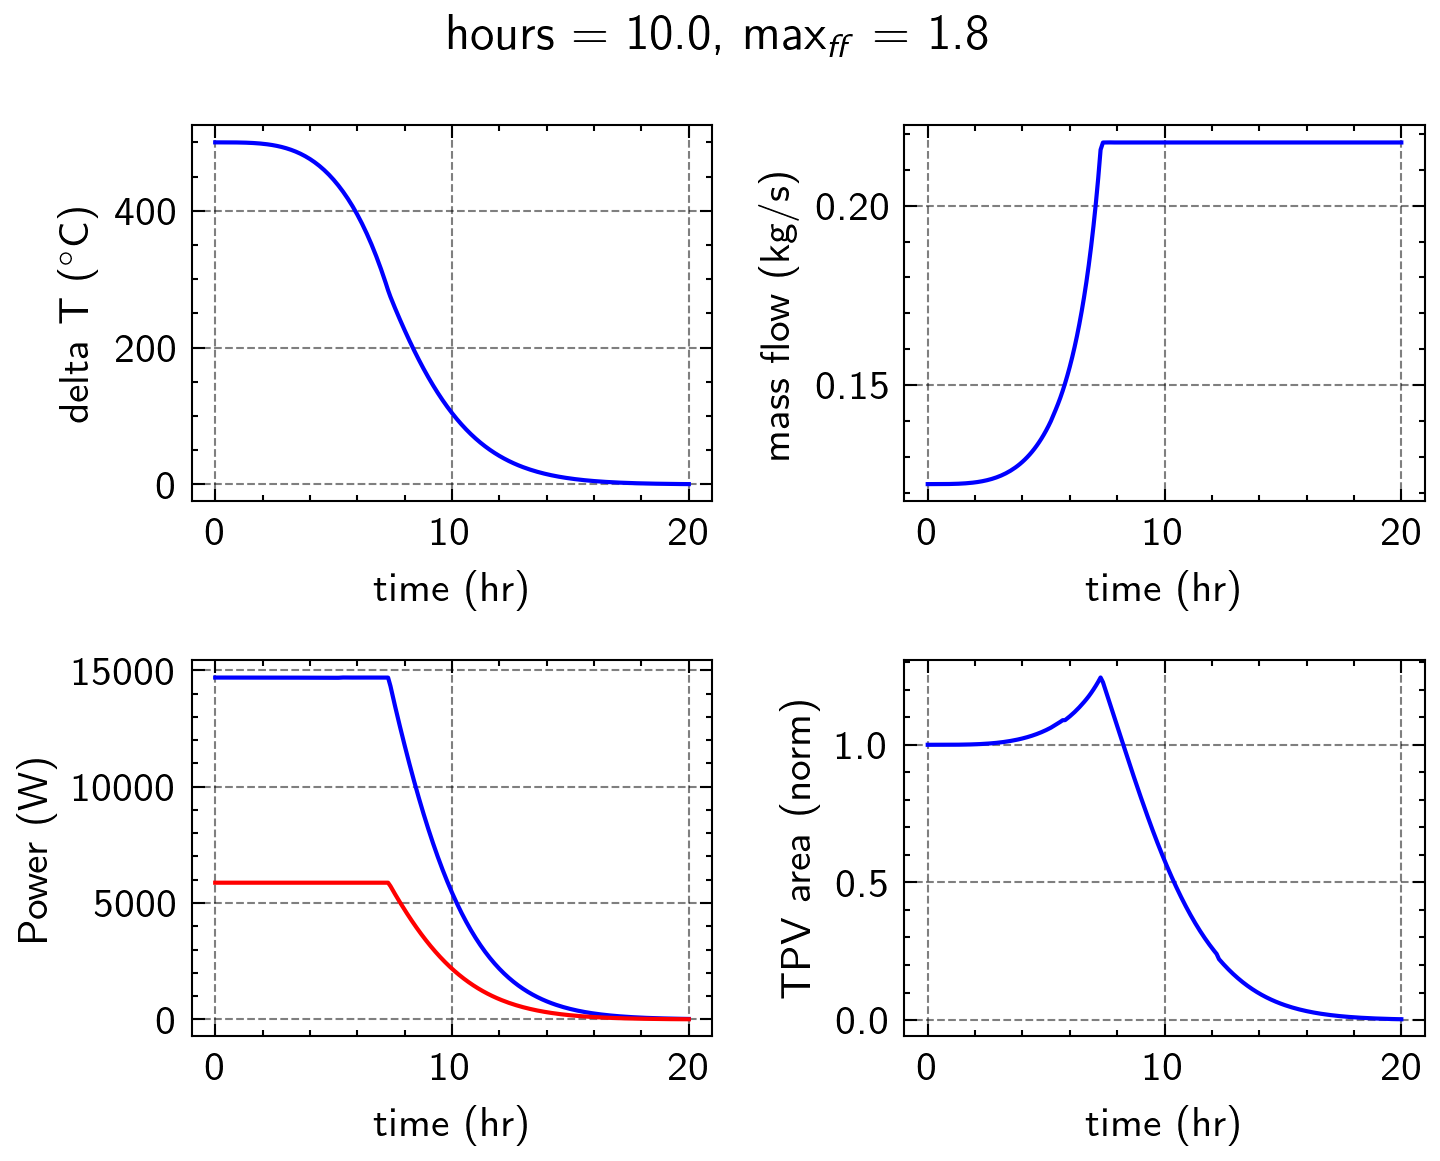 hours = 10.0, max_ff = 1.8
delta T (°C)
400
200
0
0 10 20
time (hr)
mass flow (kg/s)
0.20
0.15
0 10 20
time (hr)
Power (W)
15000
10000
5000
0
0 10 20
time (hr)
TPV area (norm)
1.0
0.5
0.0
0 10 20
time (hr)